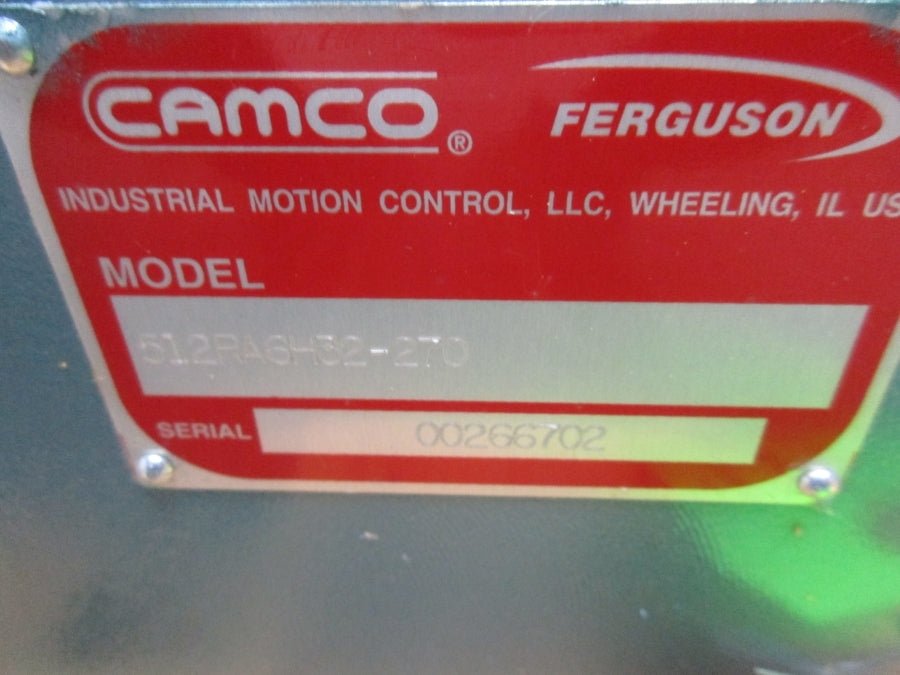 CAMCO® FERGUSON
INDUSTRIAL MOTION CONTROL, LLC, WHEELING, IL US
MODEL
512RA6H32-270
SERIAL 00266702